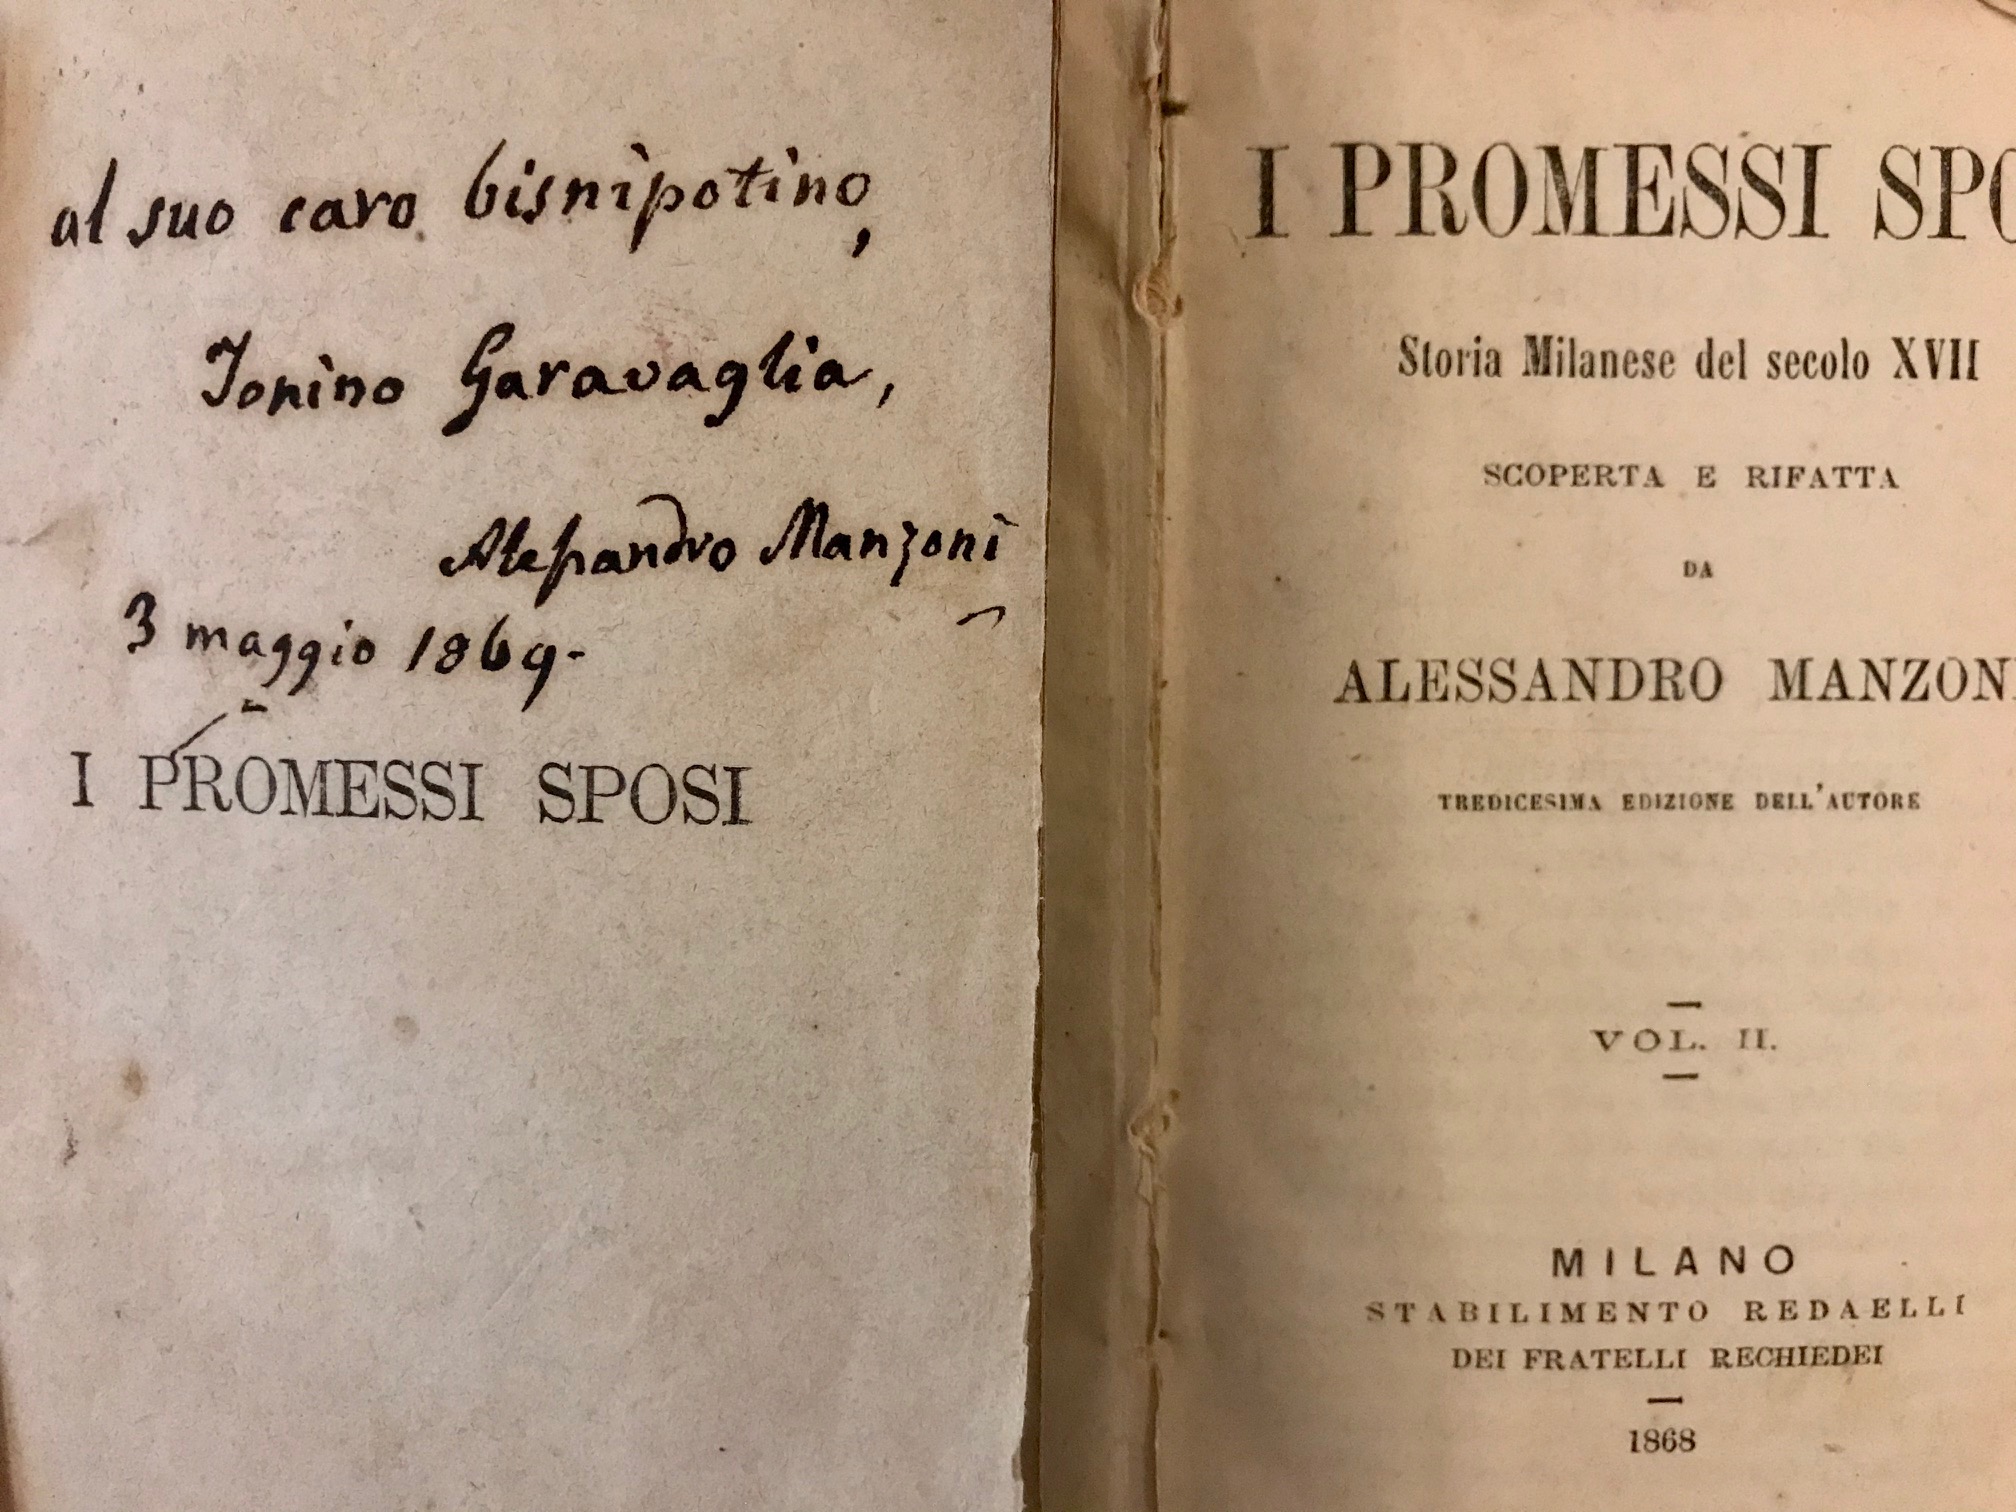 al suo caro bisnipotino,
Tonino Garavaglia,
Alessandro Manzoni
3 maggio 1869-
I PROMESSI SPOSI
I PROMESSI SPO
Storia Milanese del secolo XVII
SCOPERTA E RIFATTA
DA
ALESSANDRO MANZONI
TREDICESIMA EDIZIONE DELL'AUTORE
VOL. II.
MILANO
STABILIMENTO REDAELLI
DEI FRATELLI RECHIEDEI
1868